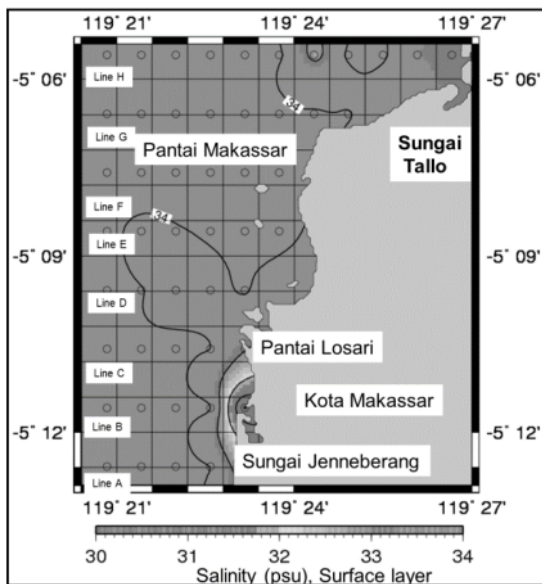 119° 21' 119° 24' 119° 27'
-5° 06' -5° 06'
Line H
34
Line G
Pantai Makassar
Sungai
Tallo
Line F
34
Line E
-5° 09' -5° 09'
Line D
Pantai Losari
Line C
Kota Makassar
-5° 12' -5° 12'
Line B
Sungai Jenneberang
Line A
119° 21' 119° 24' 119° 27'
30 31 32 33 34
Salinity (psu), Surface layer